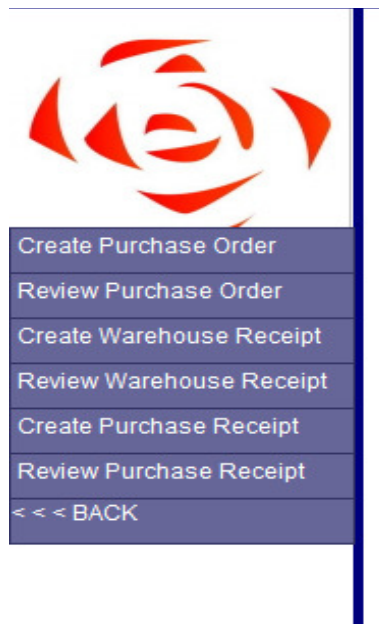 Create Purchase Order
Review Purchase Order
Create Warehouse Receipt
Review Warehouse Receipt
Create Purchase Receipt
Review Purchase Receipt
< < < BACK